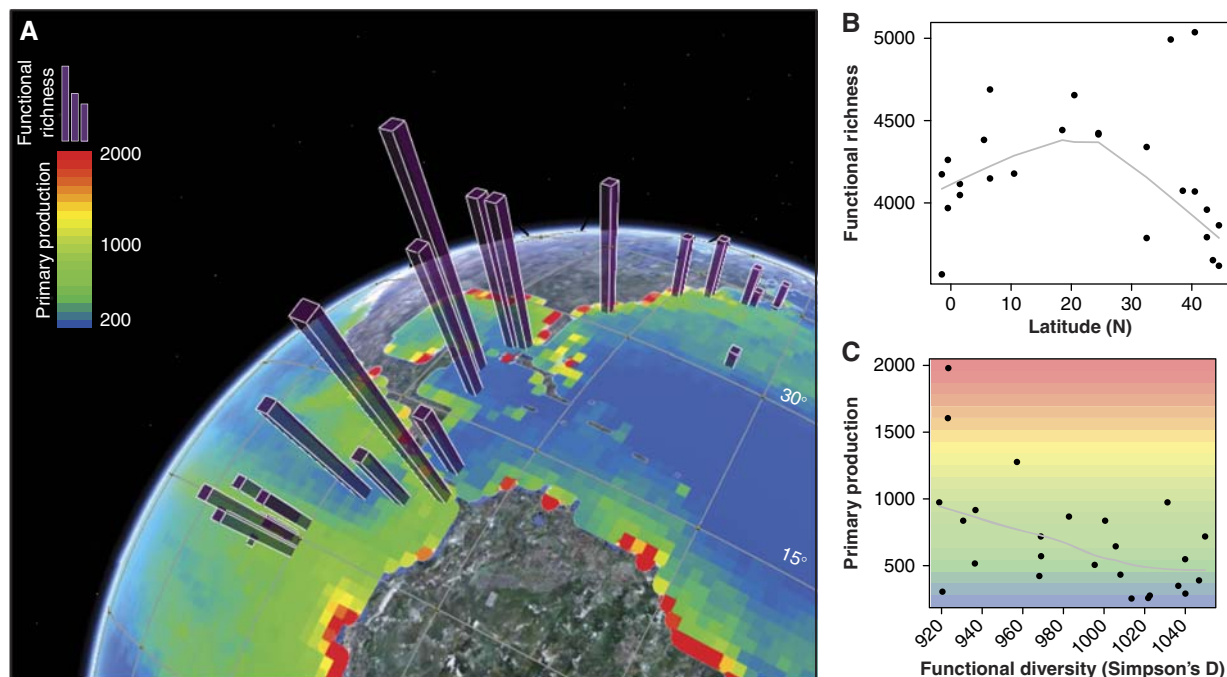 A
Functional
richness
Primary production
2000
1000
200
30°
15°
B
Functional richness
5000
4500
4000
0
10
20
30
40
Latitude (N)
C
Primary production
2000
1500
1000
500
920
940
960
980
1000
1020
1040
Functional diversity (Simpson's D)